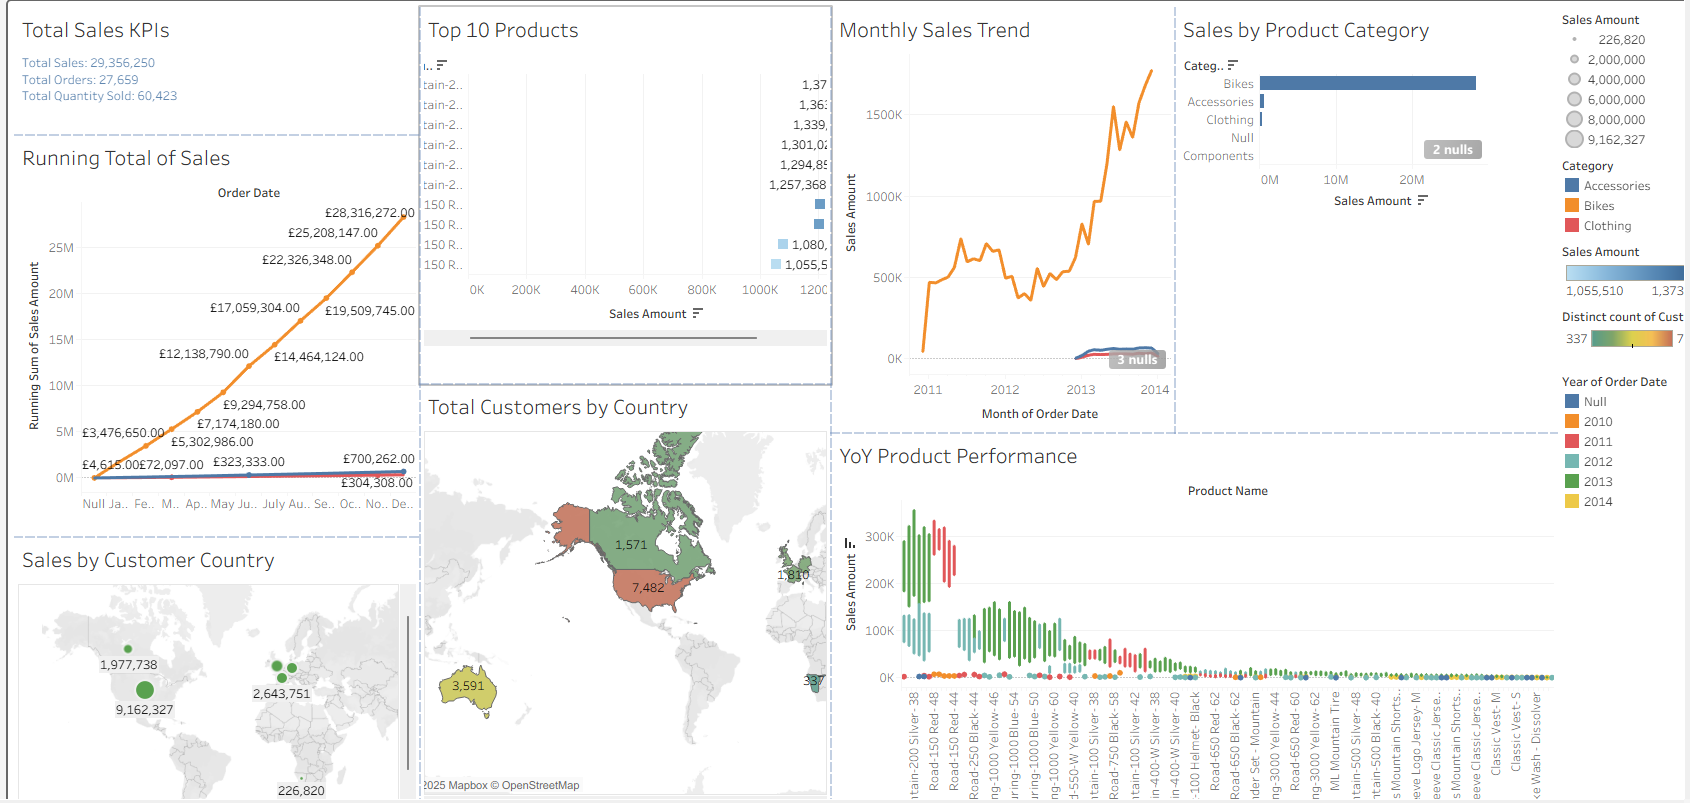 Total Sales KPIs
Total Sales: 29,356,250
Total Orders: 27,659
Total Quantity Sold: 60,423
Running Total of Sales
Order Date
Running Sum of Sales Amount
25M
20M
15M
10M
5M
0M
£28,316,272.00
£25,208,147.00
£22,326,348.00
£17,059,304.00
£19,509,745.00
£12,138,790.00
£14,464,124.00
£9,294,758.00
£7,174,180.00
£3,476,650.00
£5,302,986.00
£4,615.00
£72,097.00
£323,333.00
£700,262.00
£304,308.00
Null Ja.. Fe.. M.. Ap.. May Ju.. July Au.. Se.. Oc.. No.. De..
Sales by Customer Country
1,977,738
9,162,327
2,643,751
226,820
Top 10 Products
..
tain-2.. 1,37
tain-2.. 1,363
tain-2.. 1,339,
tain-2.. 1,301,02
tain-2.. 1,294,85
tain-2.. 1,257,368
150 R..
150 R..
150 R.. 1,080,
150 R.. 1,055,5
0K 200K 400K 600K 800K 1000K 1200
Sales Amount
Total Customers by Country
1,571
7,482
1,810
3,591
337
2025 Mapbox © OpenStreetMap
Monthly Sales Trend
Sales Amount
1500K
1000K
500K
0K
3 nulls
2011 2012 2013 2014
Month of Order Date
Sales by Product Category
Categ..
Bikes
Accessories
Clothing
Null
Components
2 nulls
0M 10M 20M
Sales Amount
YoY Product Performance
Product Name
Sales Amount
300K
200K
100K
0K
tain-200 Silver- 38
Road-150 Red- 48
Road-150 Red- 44
Road-250 Black- 44
ng-1000 Yellow- 46
uring-1000 Blue- 54
uring-1000 Blue- 50
ng-1000 Yellow- 60
d-550-W Yellow- 40
tain-100 Silver- 38
Road-750 Black- 58
tain-100 Silver- 42
in-400-W Silver- 38
in-400-W Silver- 40
-100 Helmet- Black
Road-650 Red- 62
Road-650 Black- 62
nder Set - Mountain
ng-3000 Yellow- 44
Road-650 Red- 60
ng-3000 Yellow- 62
ML Mountain Tire
tain-500 Silver- 48
ntain-500 Black- 40
s Mountain Shorts..
eeve Logo Jersey- M
eeve Classic Jerse..
s Mountain Shorts..
eeve Classic Jerse..
Classic Vest- M
Classic Vest- S
e Wash - Dissolver
Sales Amount
226,820
2,000,000
4,000,000
6,000,000
8,000,000
9,162,327
Category
Accessories
Bikes
Clothing
Sales Amount
1,055,510 1,373
Distinct count of Cust
337 7
Year of Order Date
Null
2010
2011
2012
2013
2014